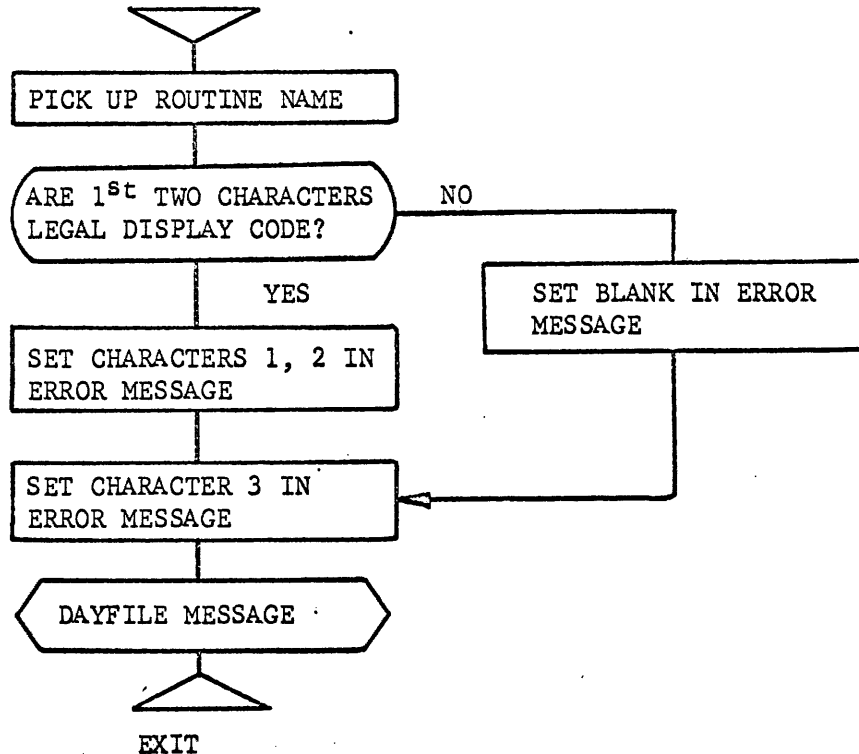 PICK UP ROUTINE NAME
ARE 1st TWO CHARACTERS
LEGAL DISPLAY CODE?
NO
YES
SET BLANK IN ERROR
MESSAGE
SET CHARACTERS 1, 2 IN
ERROR MESSAGE
SET CHARACTER 3 IN
ERROR MESSAGE
DAYFILE MESSAGE
EXIT